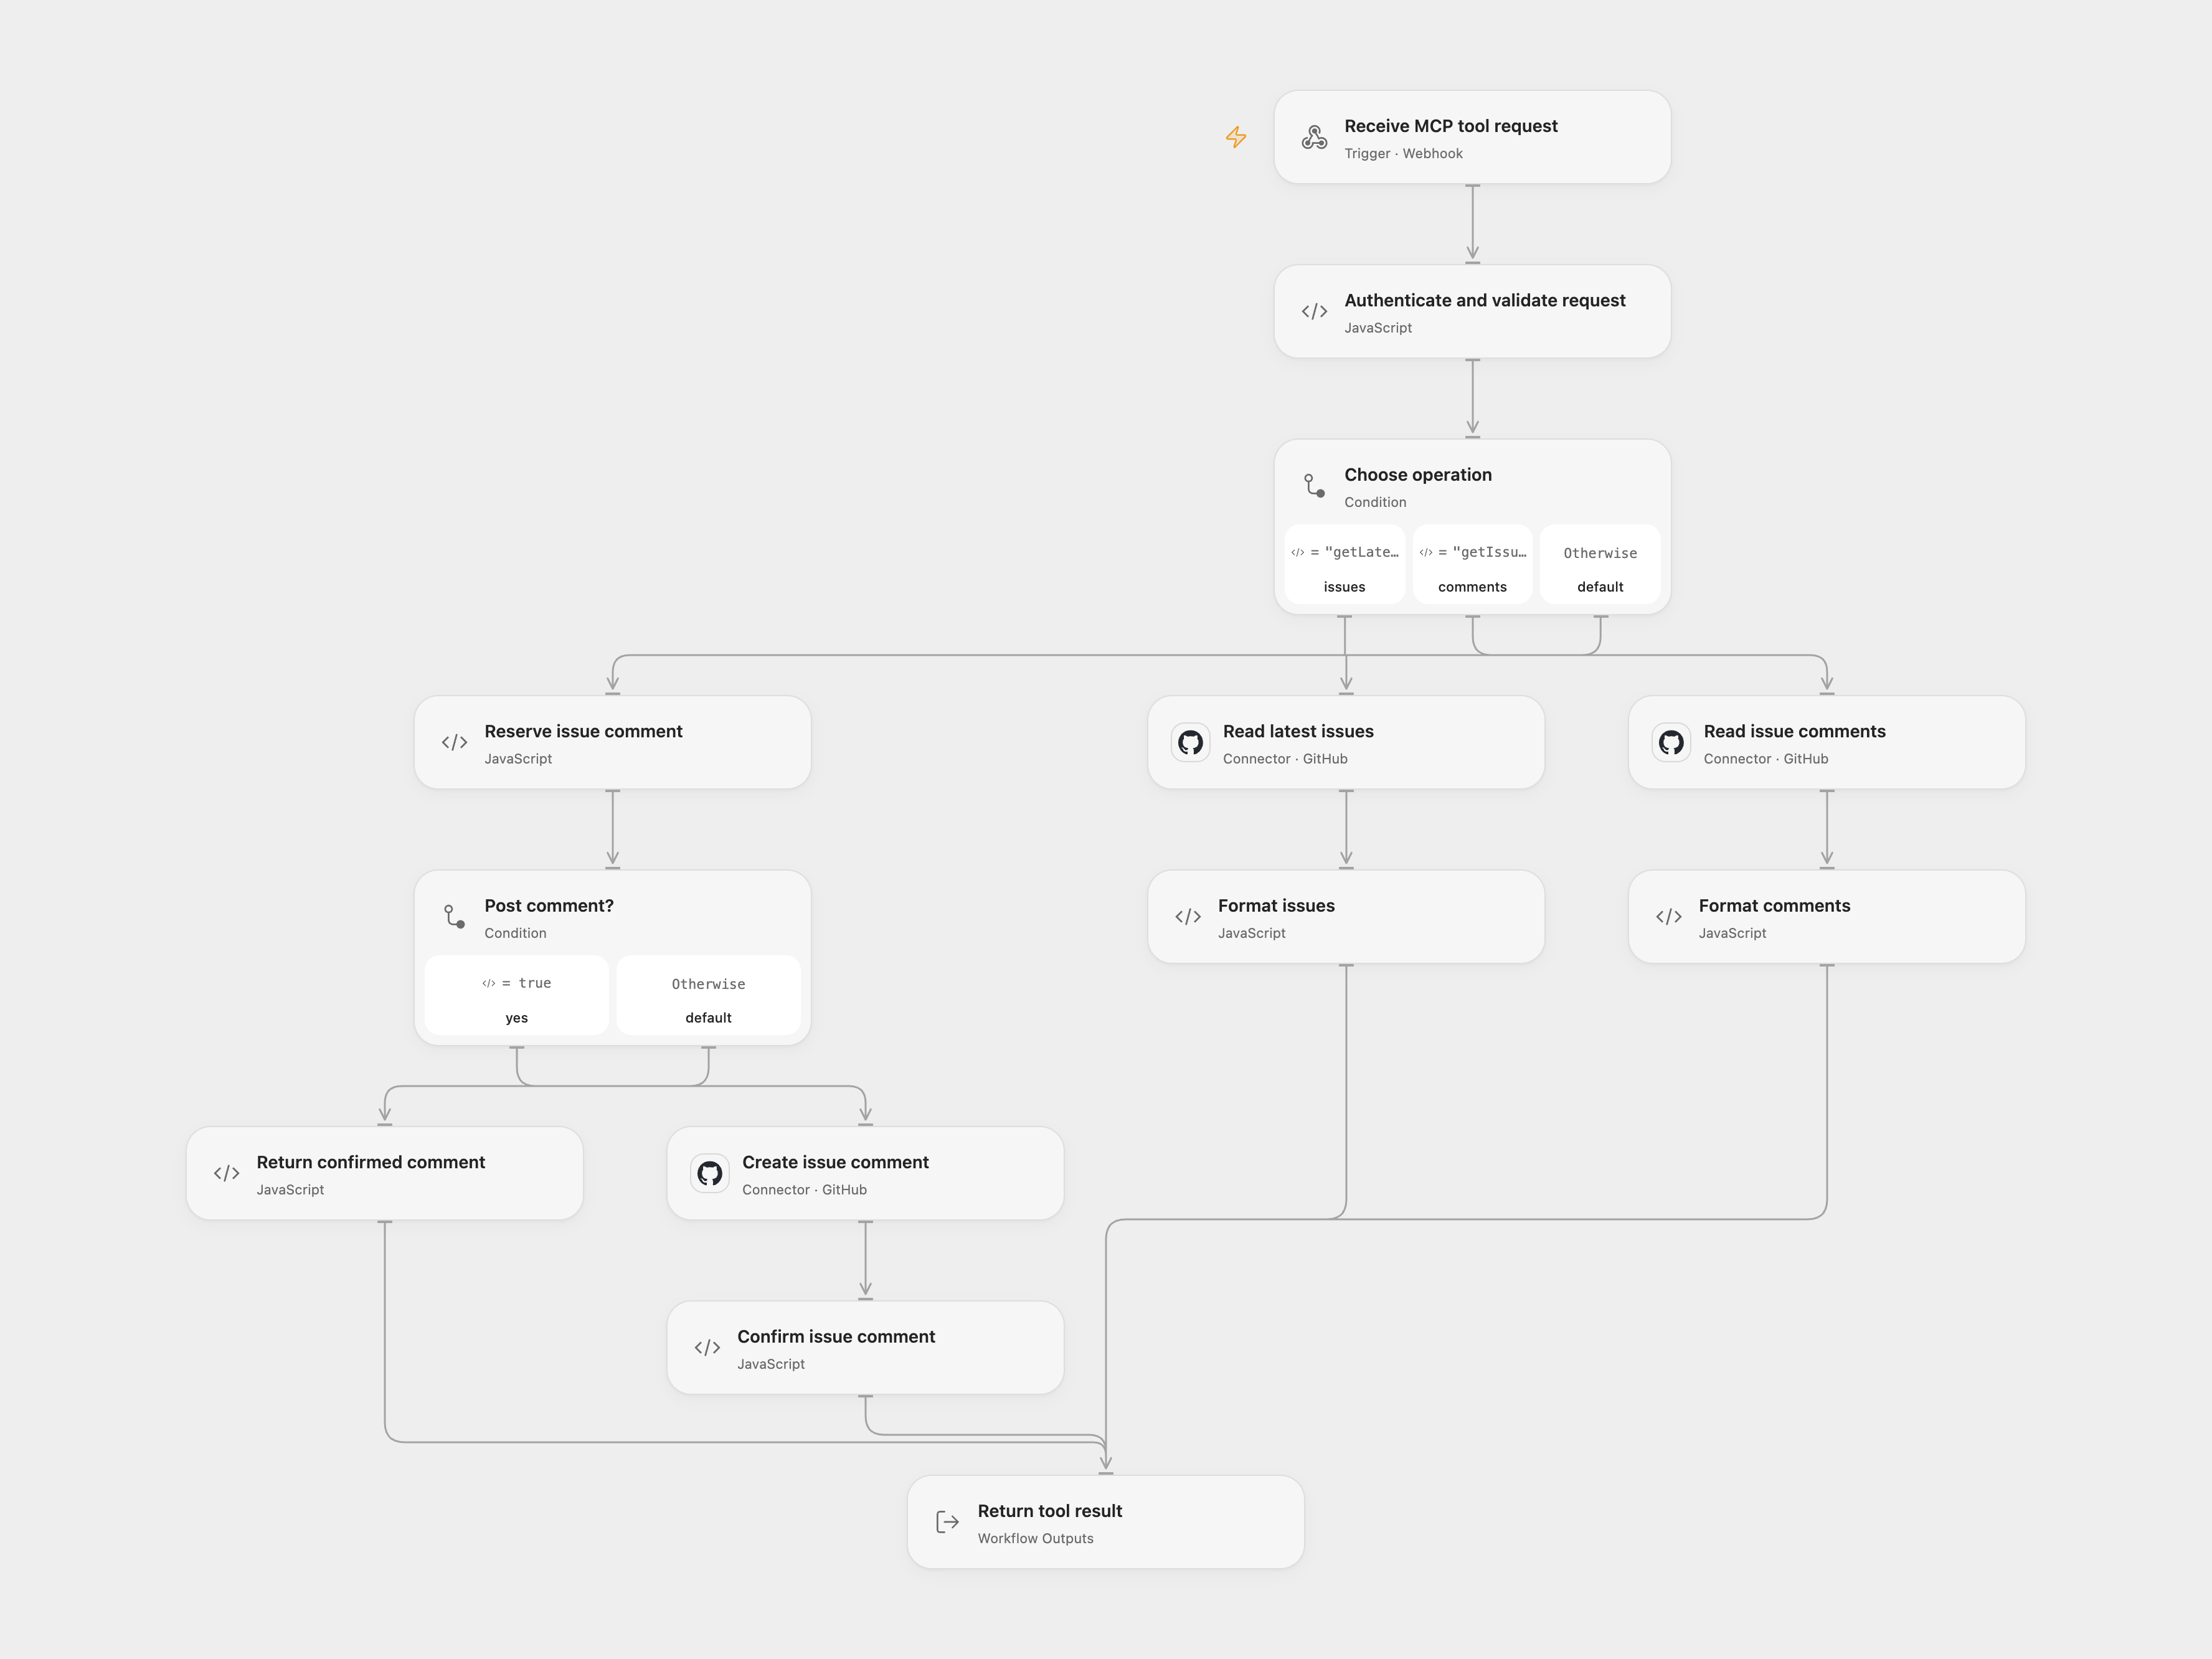 Receive MCP tool request
Trigger · Webhook
Authenticate and validate request
JavaScript
Choose operation
Condition
</> = "getLate…
</> = "getIssu…
Otherwise
issues
comments
default
Reserve issue comment
JavaScript
Read latest issues
Connector · GitHub
Read issue comments
Connector · GitHub
Post comment?
Condition
</> = true
Otherwise
yes
default
Format issues
JavaScript
Format comments
JavaScript
Return confirmed comment
JavaScript
Create issue comment
Connector · GitHub
Confirm issue comment
JavaScript
Return tool result
Workflow Outputs